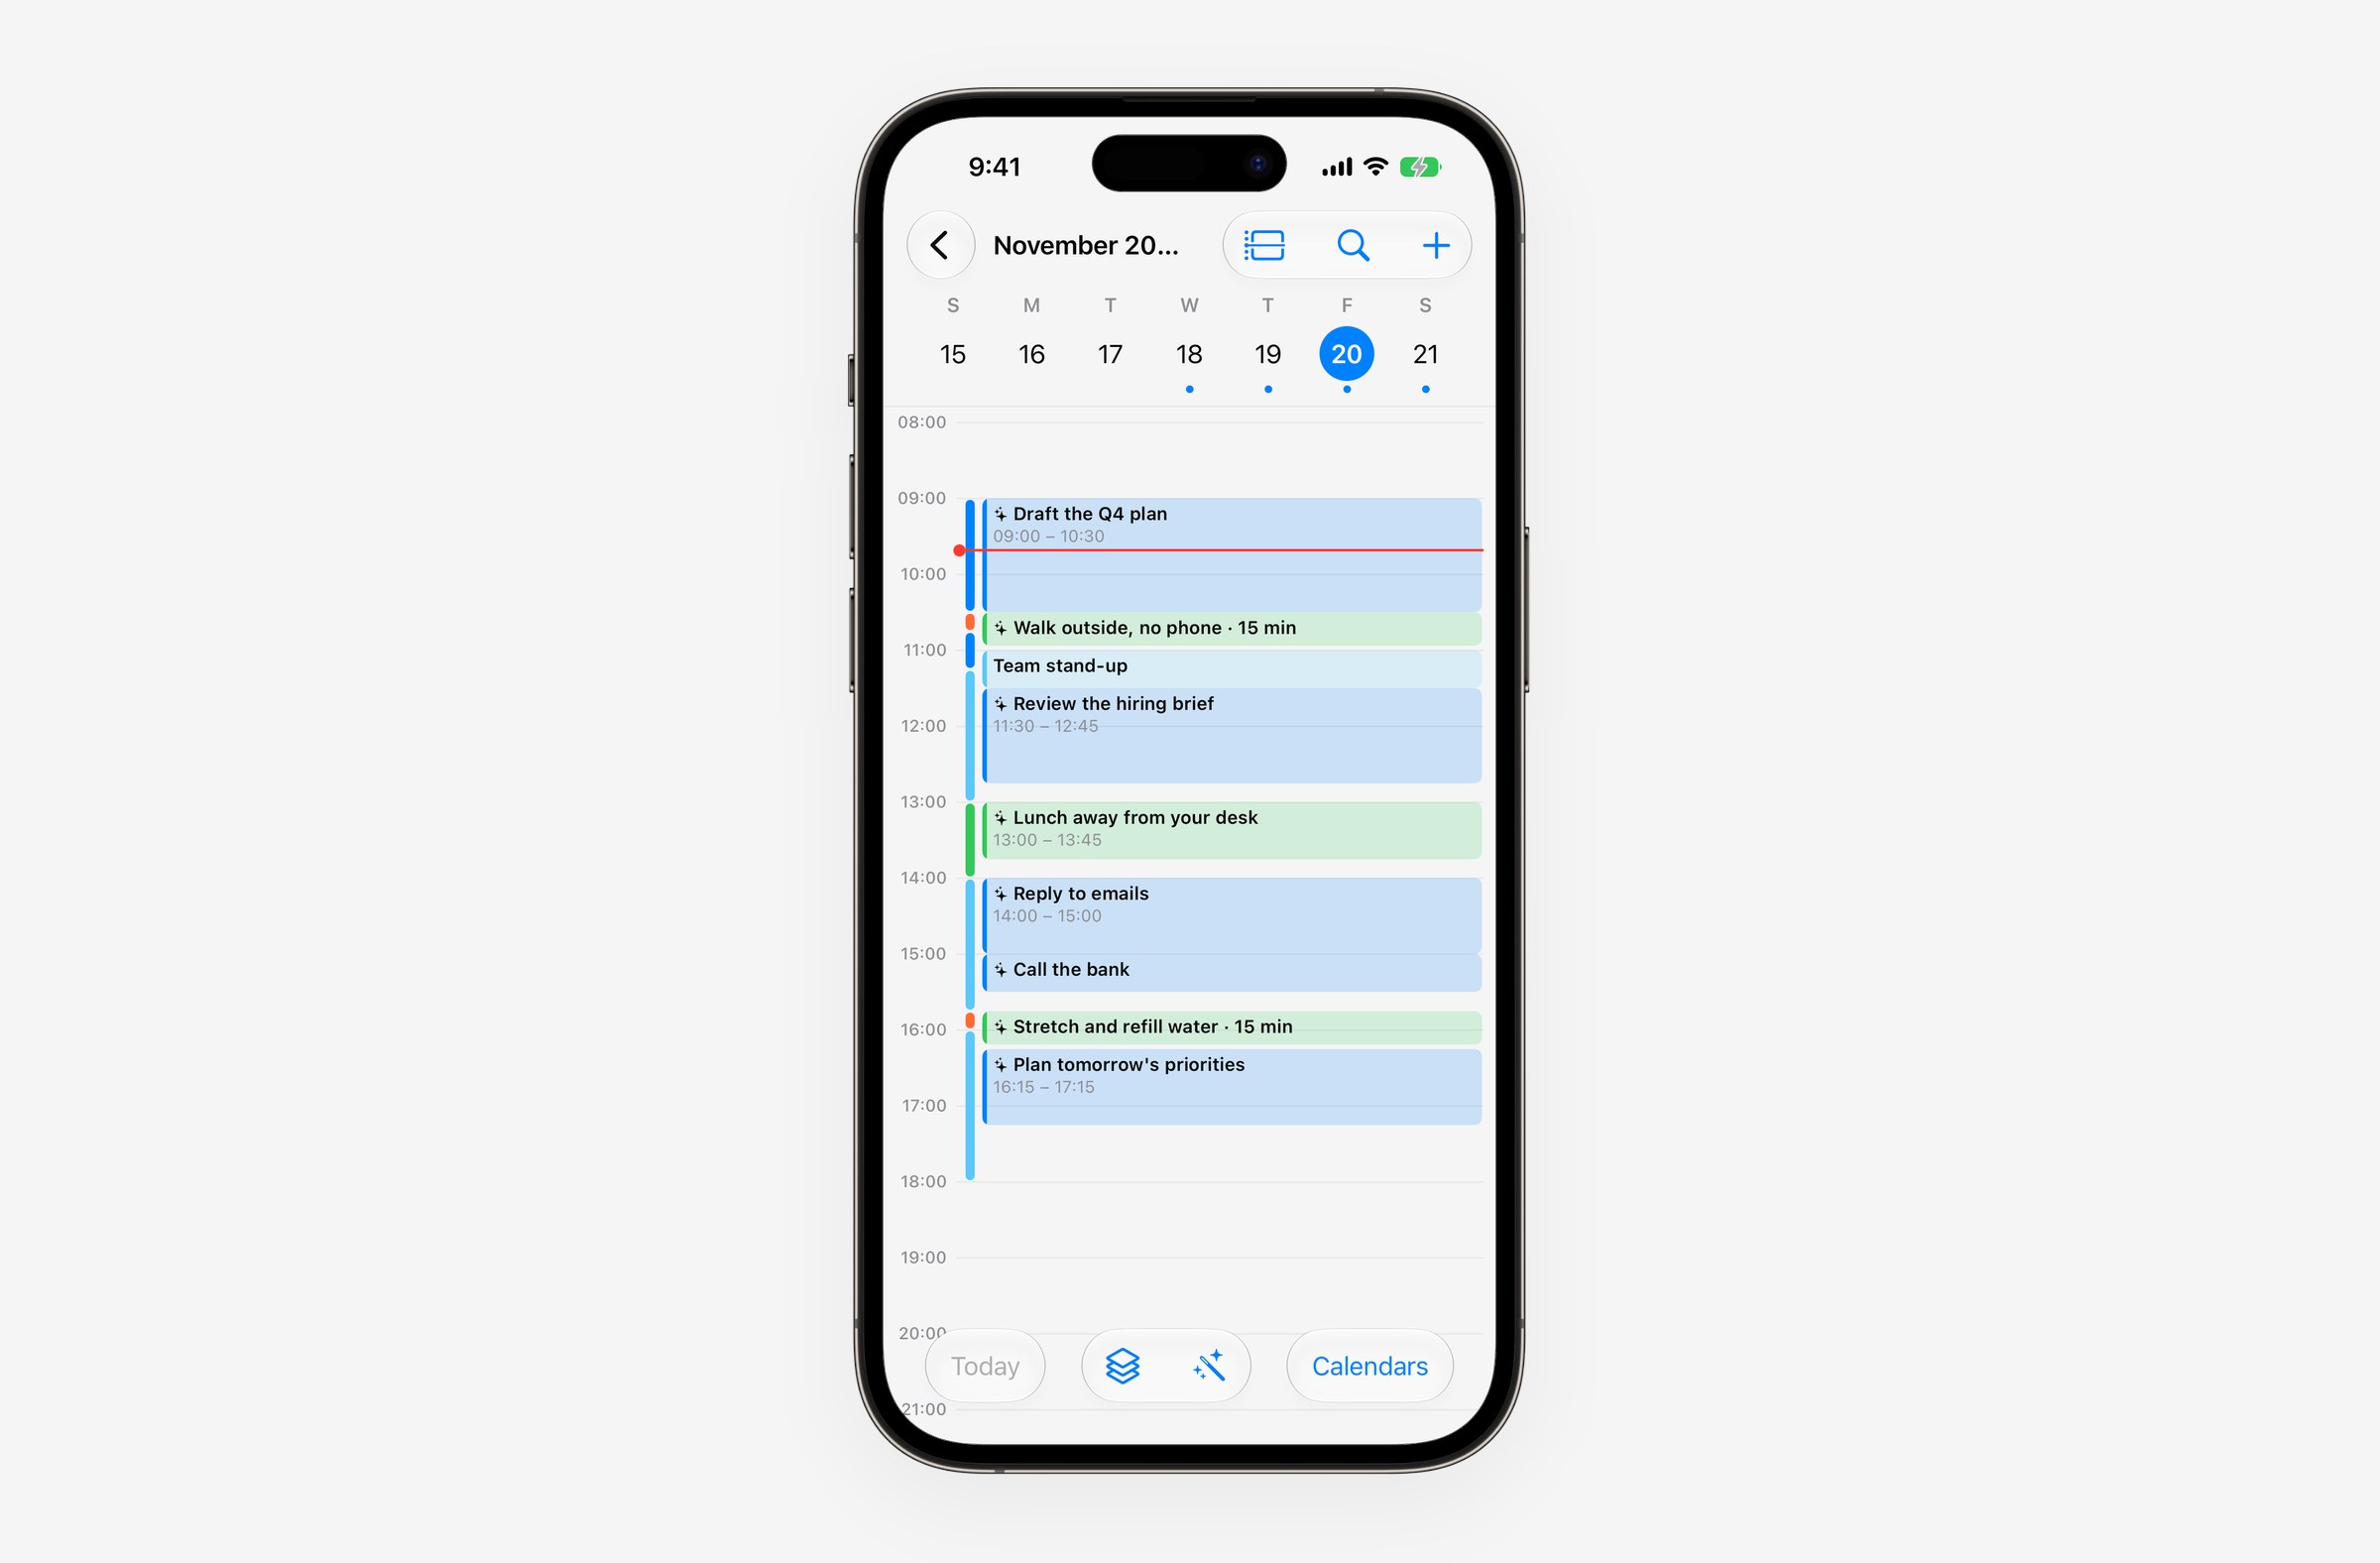 9:41
November 20...
S M T W T F S
15 16 17 18 19 20 21
08:00
09:00
Draft the Q4 plan
09:00 – 10:30
10:00
Walk outside, no phone · 15 min
11:00
Team stand-up
Review the hiring brief
12:00
11:30 – 12:45
13:00
Lunch away from your desk
13:00 – 13:45
14:00
Reply to emails
14:00 – 15:00
15:00
Call the bank
16:00
Stretch and refill water · 15 min
Plan tomorrow's priorities
16:15 – 17:15
17:00
18:00
19:00
20:00
Today
Calendars
21:00